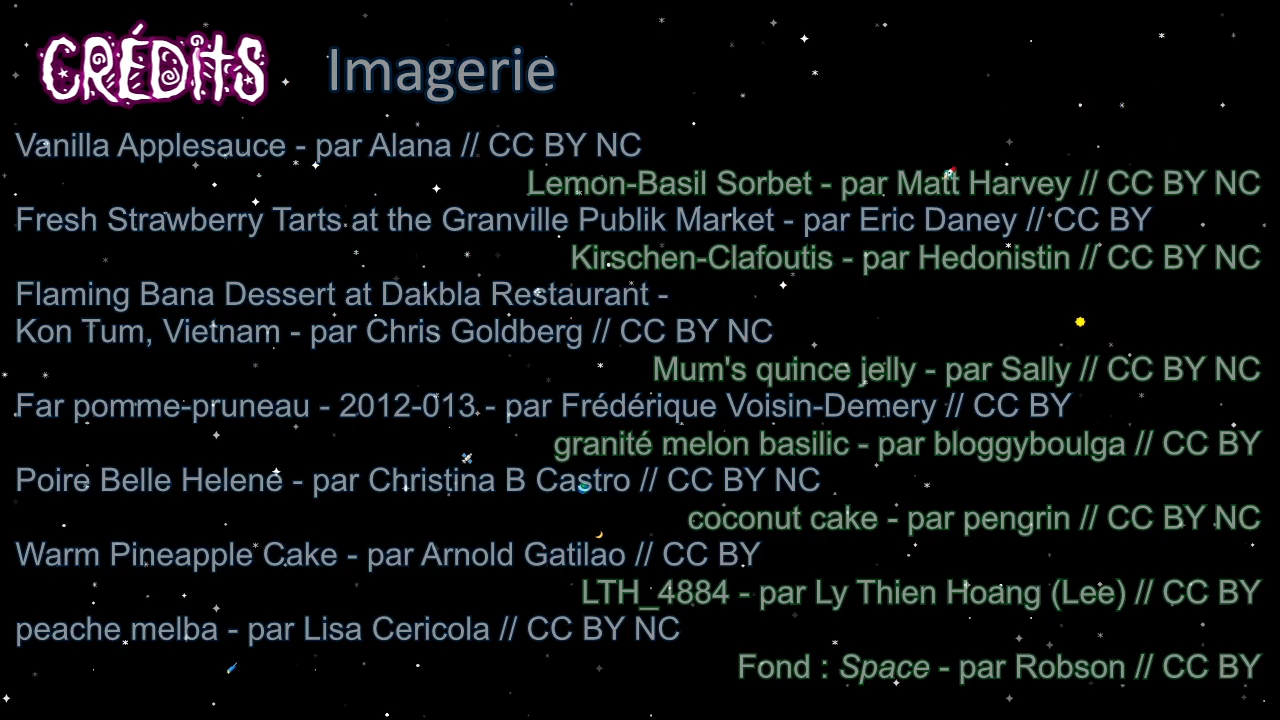 CRÉDITS Imagerie
Vanilla Applesauce - par Alana // CC BY NC
Lemon-Basil Sorbet - par Matt Harvey // CC BY NC
Fresh Strawberry Tarts at the Granville Publik Market - par Eric Daney // CC BY
Kirschen-Clafoutis - par Hedonistin // CC BY NC
Flaming Bana Dessert at Dakbla Restaurant -
Kon Tum, Vietnam - par Chris Goldberg // CC BY NC
Mum's quince jelly - par Sally // CC BY NC
Far pomme-pruneau - 2012-013 - par Frédérique Voisin-Demery // CC BY
granité melon basilic - par bloggyboulga // CC BY
Poire Belle Helene - par Christina B Castro // CC BY NC
coconut cake - par pengrin // CC BY NC
Warm Pineapple Cake - par Arnold Gatilao // CC BY
LTH_4884 - par Ly Thien Hoang (Lee) // CC BY
peache melba - par Lisa Cericola // CC BY NC
Fond : Space - par Robson // CC BY